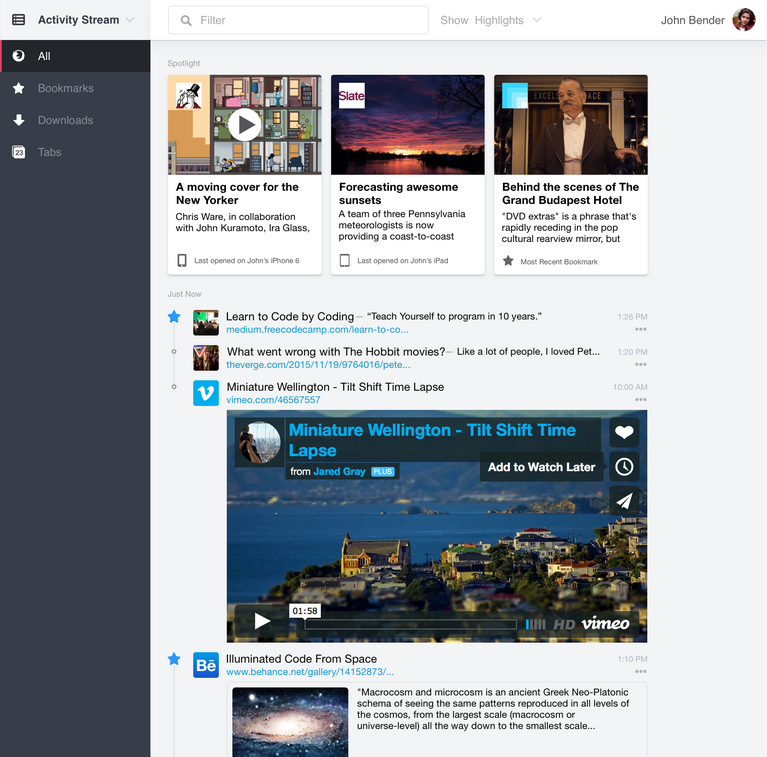 Activity Stream
Filter
Show Highlights
John Bender
All
Bookmarks
Downloads
23
Tabs
Spotlight
Slate
EXCELS
ACE
A moving cover for the
New Yorker
Chris Ware, in collaboration
with John Kuramoto, Ira Glass,
Last opened on John's iPhone 6
Forecasting awesome
sunsets
A team of three Pennsylvania
meteorologists is now
providing a coast-to-coast
Last opened on John's iPad
Behind the scenes of The
Grand Budapest Hotel
"DVD extras" is a phrase that's
rapidly receding in the pop
cultural rearview mirror, but
Most Recent Bookmark
Just Now
Learn to Code by Coding— “Teach Yourself to program in 10 years.” 1:26 PM
medium.freecodecamp.com/learn-to-co...
What went wrong with The Hobbit movies?— Like a lot of people, I loved Pet... 1:20 PM
theverge.com/2015/11/19/9764016/pete...
Miniature Wellington - Tilt Shift Time Lapse 10:00 AM
vimeo.com/46567557
Miniature Wellington - Tilt Shift Time
Lapse
from Jared Gray PLUS
Add to Watch Later
01:58
HD vimeo
Bē Illuminated Code From Space 1:10 PM
www.behance.net/gallery/14152873/...
"Macrocosm and microcosm is an ancient Greek Neo-Platonic
schema of seeing the same patterns reproduced in all levels of
the cosmos, from the largest scale (macrocosm or
universe-level) all the way down to the smallest scale...